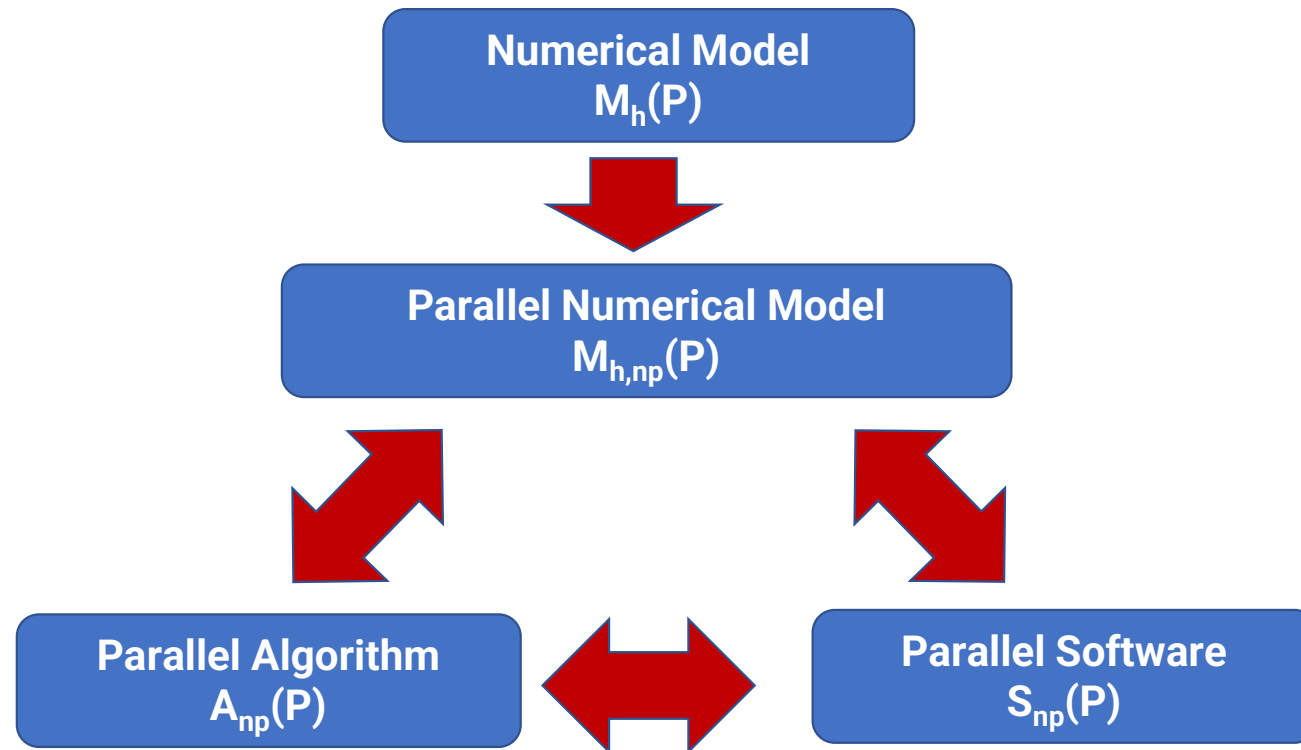 Numerical Model
Mₕ(P)
Parallel Numerical Model
Mₕ,ₙₚ(P)
Parallel Algorithm
Aₙₚ(P)
Parallel Software
Sₙₚ(P)